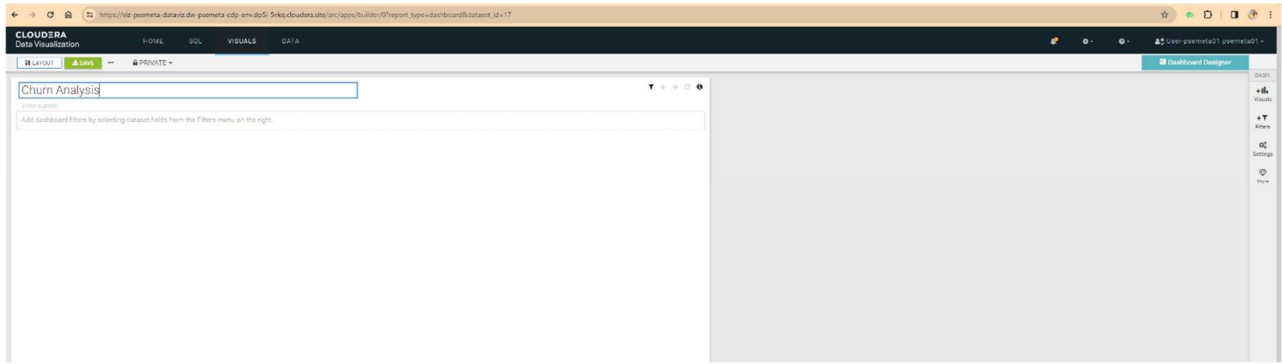 https://viz-psemeta-dataviz.dw-psemeta-cdp-env.dp5i-5vkq.cloudera.site/arc/apps/builder/0?report_type=dashboard&dataset_id=17
CLOUDERA
Data Visualization
HOME SQL VISUALS DATA
User-psemeta01 psemeta01
LAYOUT SAVE ... PRIVATE
Dashboard Designer
Churn Analysis
enter subtitle...
Add dashboard filters by selecting dataset fields from the Filters menu on the right.
DASH.
Visuals
Filters
Settings